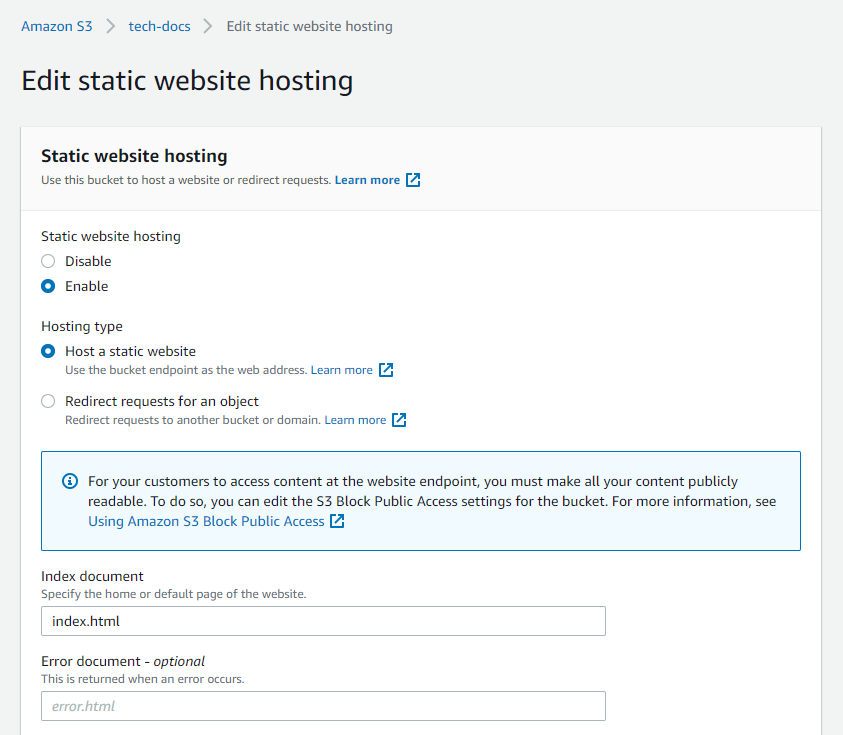 Amazon S3 > tech-docs > Edit static website hosting
Edit static website hosting
Static website hosting
Use this bucket to host a website or redirect requests. Learn more
Static website hosting
Disable
Enable
Hosting type
Host a static website
Use the bucket endpoint as the web address. Learn more
Redirect requests for an object
Redirect requests to another bucket or domain. Learn more
For your customers to access content at the website endpoint, you must make all your content publicly
readable. To do so, you can edit the S3 Block Public Access settings for the bucket. For more information, see
Using Amazon S3 Block Public Access
Index document
Specify the home or default page of the website.
index.html
Error document - optional
This is returned when an error occurs.
error.html